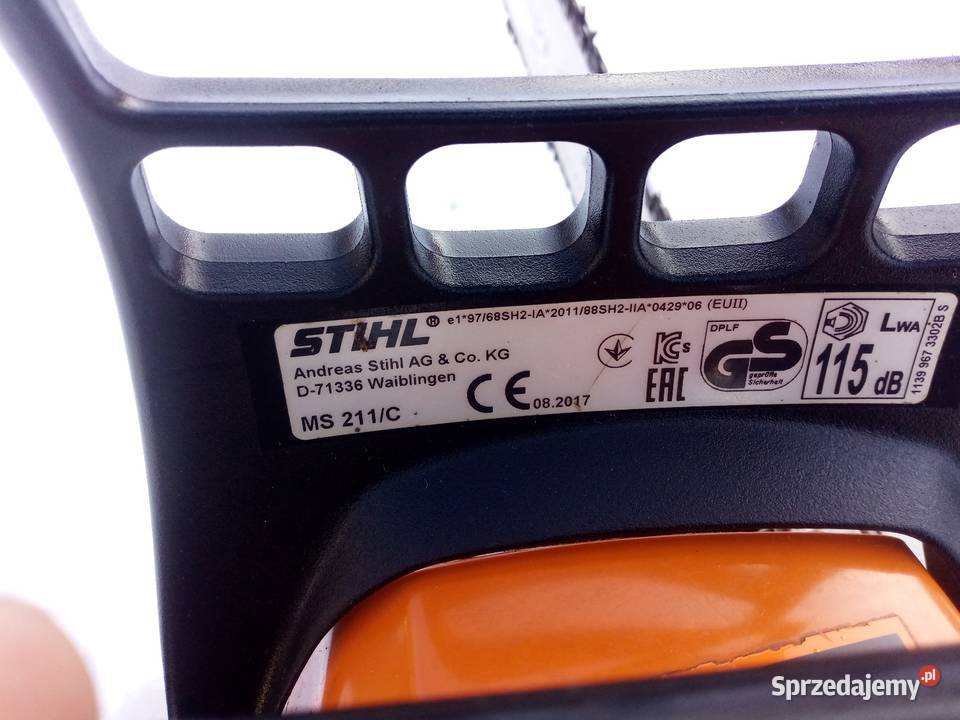 STIHL® e1*97/68SH2-IA*2011/88SH2-IIA*0429*06 (EUII)
Andreas Stihl AG & Co. KG
D-71336 Waiblingen
MS 211/C
CE 08.2017
EAC
DPLF
GS
geprüfte
Sicherheit
LWA
115 dB
1139 967 3302B S
Sprzedajemy.pl